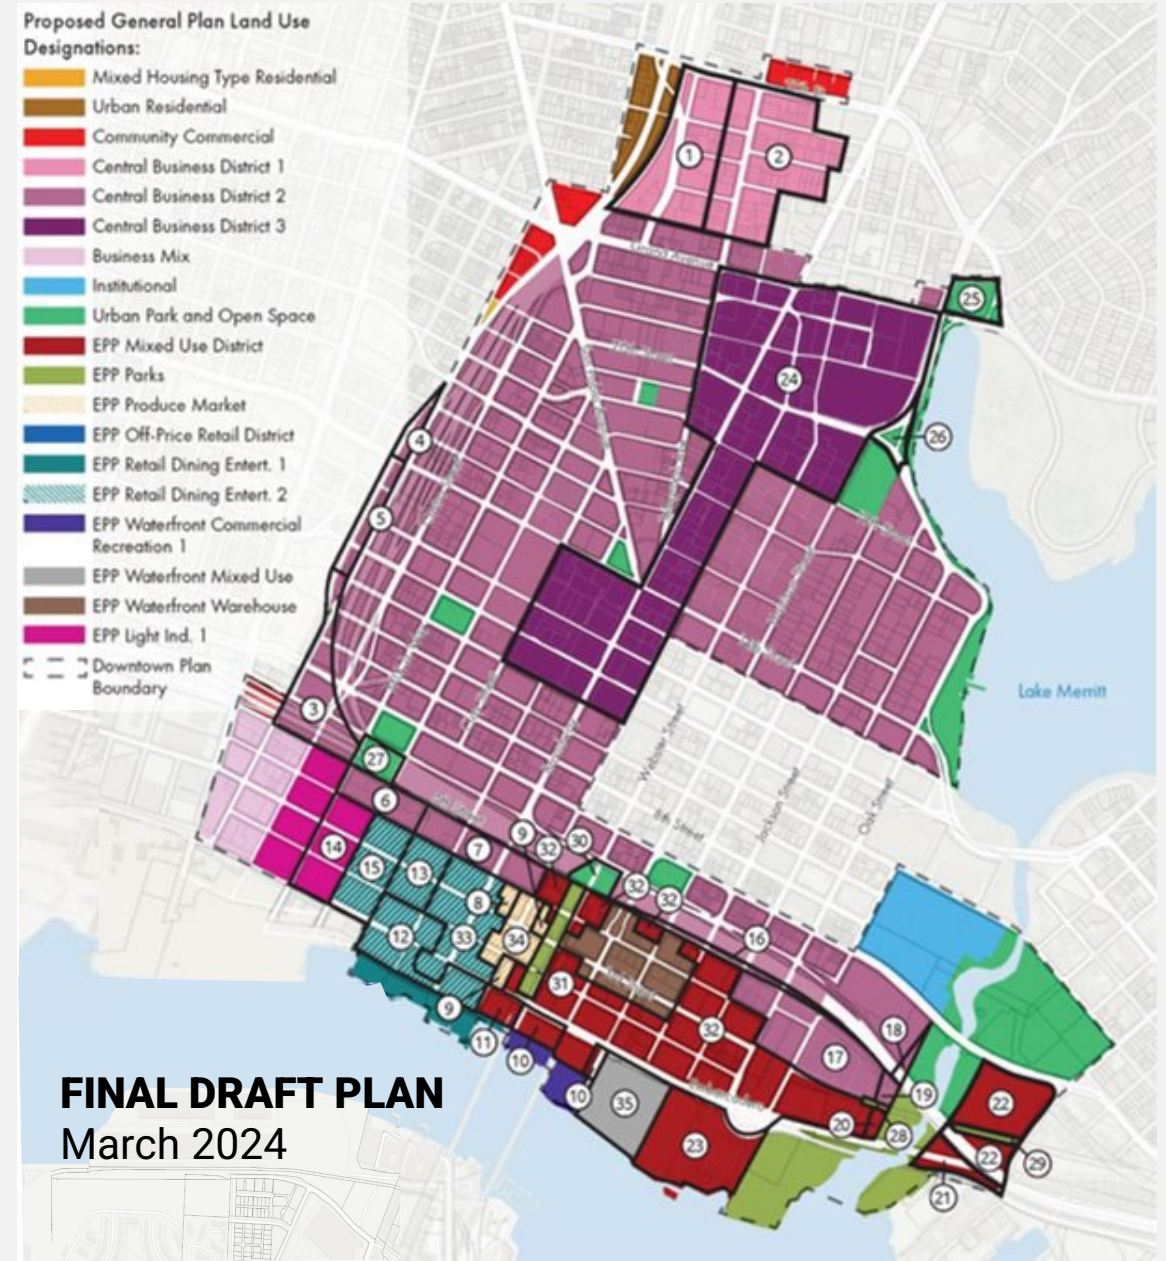 Proposed General Plan Land Use
Designations:
Mixed Housing Type Residential
Urban Residential
Community Commercial
Central Business District 1
Central Business District 2
Central Business District 3
Business Mix
Institutional
Urban Park and Open Space
EPP Mixed Use District
EPP Parks
EPP Produce Market
EPP Off-Price Retail District
EPP Retail Dining Entert. 1
EPP Retail Dining Entert. 2
EPP Waterfront Commercial
Recreation 1
EPP Waterfront Mixed Use
EPP Waterfront Warehouse
EPP Light Ind. 1
Downtown Plan
Boundary
1
2
Grand Avenue
25
24
26
4
5
Lake Merritt
3
27
Webster Street
Jackson Street
Oak Street
8th Street
6
7
9
32
30
32
32
14
15
13
8
12
33
34
16
31
32
18
17
9
11
10
10
35
23
20
19
28
22
22
29
21
FINAL DRAFT PLAN
March 2024